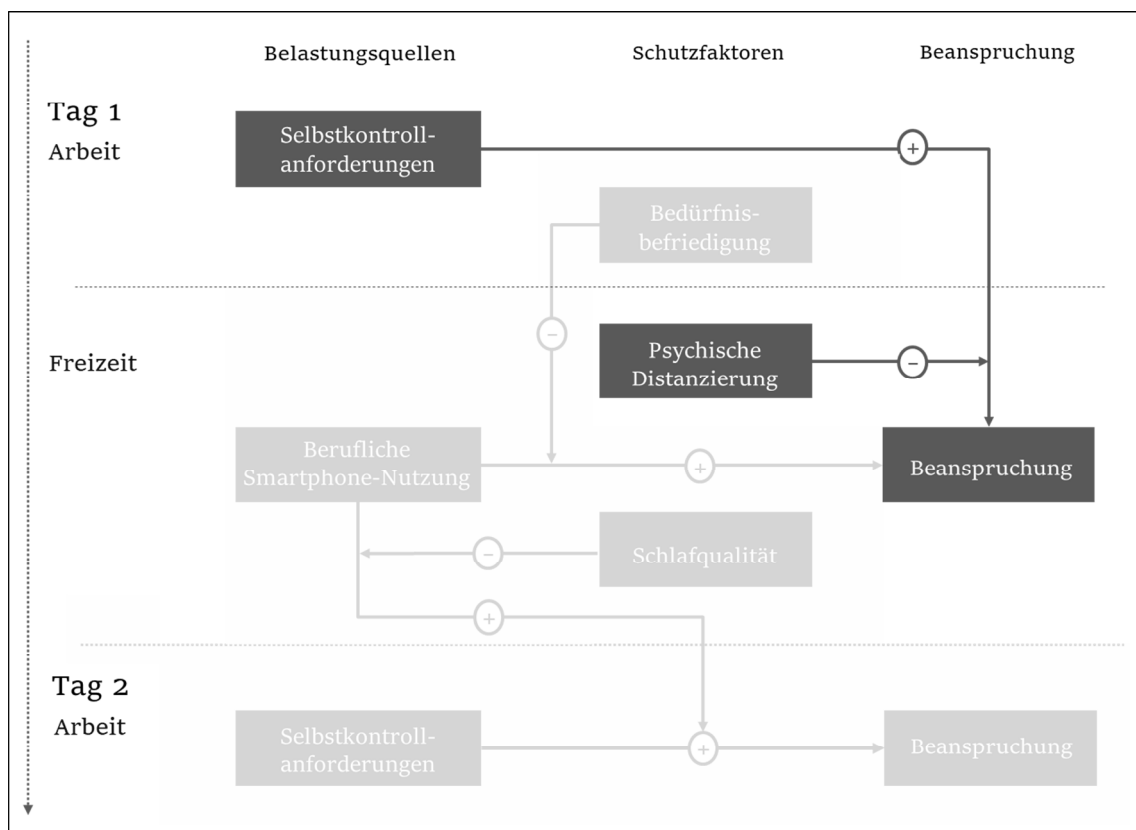 Belastungsquellen Schutzfaktoren Beanspruchung
Tag 1
Arbeit
Selbstkontroll-
anforderungen
+
Bedürfnis-
befriedigung
Freizeit
−
Psychische
Distanzierung
−
Berufliche
Smartphone-Nutzung
+
Beanspruchung
−
Schlafqualität
+
Tag 2
Arbeit
Selbstkontroll-
anforderungen
+
Beanspruchung